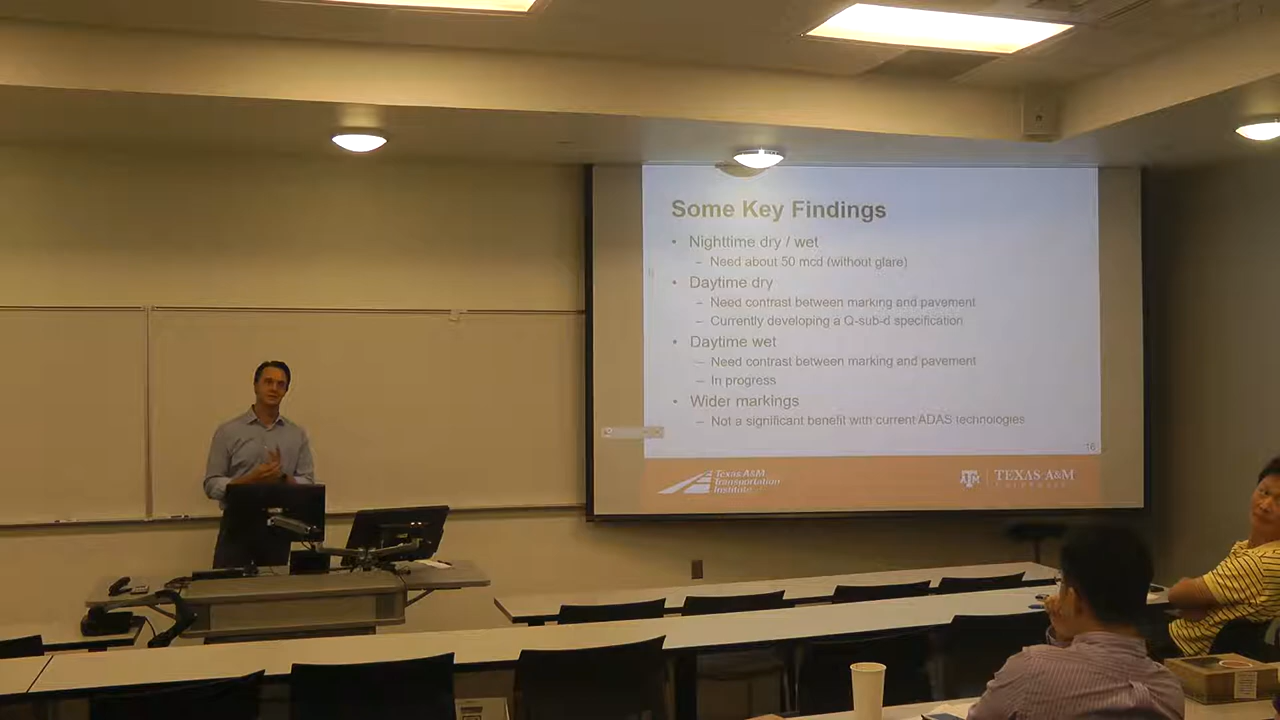 Some Key Findings
• Nighttime dry / wet
– Need about 50 mcd (without glare)
• Daytime dry
– Need contrast between marking and pavement
– Currently developing a Q-sub-d specification
• Daytime wet
– Need contrast between marking and pavement
– In progress
• Wider markings
– Not a significant benefit with current ADAS technologies
16
Texas A&M
Transportation
Institute
TEXAS A&M